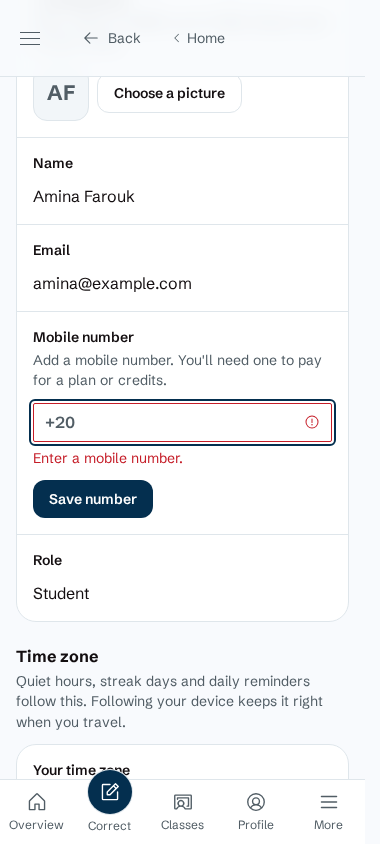 Back
Home
AF
Choose a picture
Name
Amina Farouk
Email
amina@example.com
Mobile number
Add a mobile number. You'll need one to pay
for a plan or credits.
+20
Enter a mobile number.
Save number
Role
Student
Time zone
Quiet hours, streak days and daily reminders
follow this. Following your device keeps it right
when you travel.
Your time zone
Overview
Correct
Classes
Profile
More